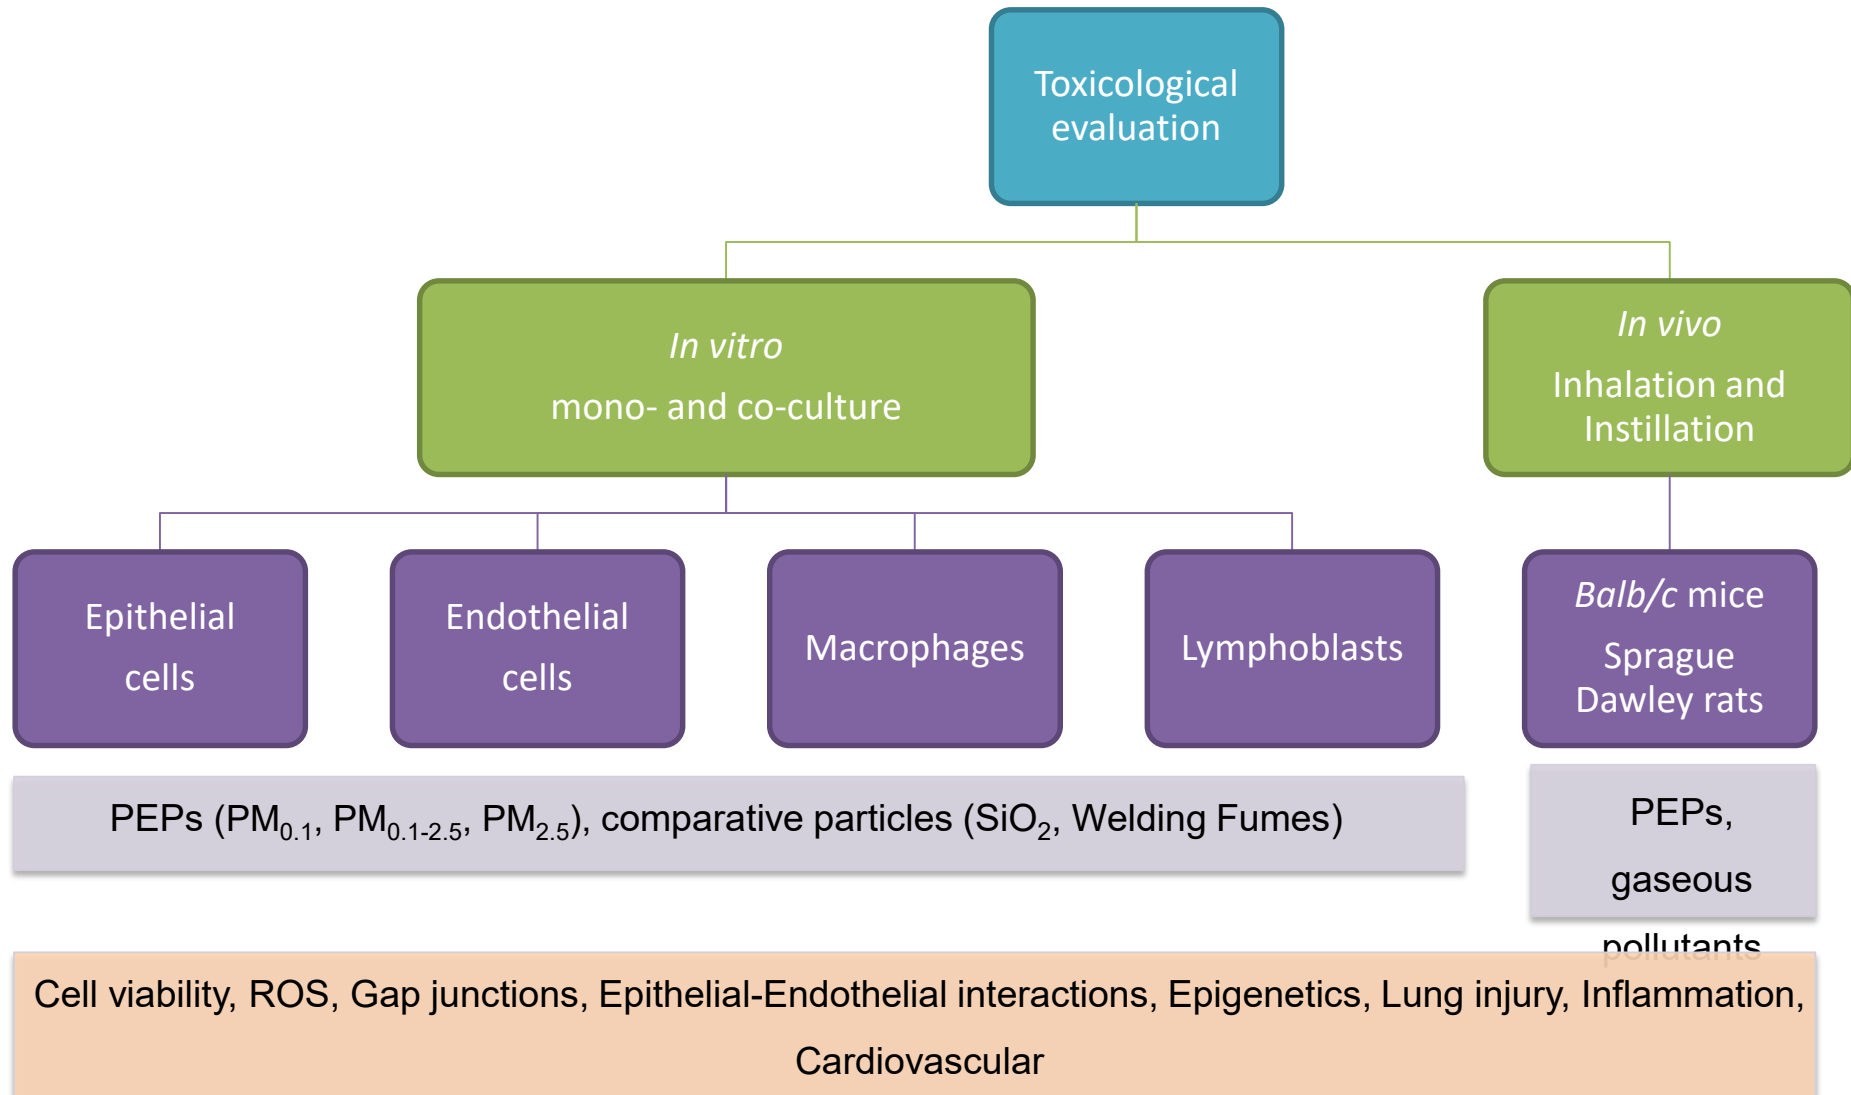 Toxicological
evaluation
In vitro
mono- and co-culture
In vivo
Inhalation and
Instillation
Epithelial
cells
Endothelial
cells
Macrophages
Lymphoblasts
Balb/c mice
Sprague
Dawley rats
PEPs (PM0.1, PM0.1-2.5, PM2.5), comparative particles (SiO2, Welding Fumes)
PEPs,
gaseous
pollutants
Cell viability, ROS, Gap junctions, Epithelial-Endothelial interactions, Epigenetics, Lung injury, Inflammation,
Cardiovascular